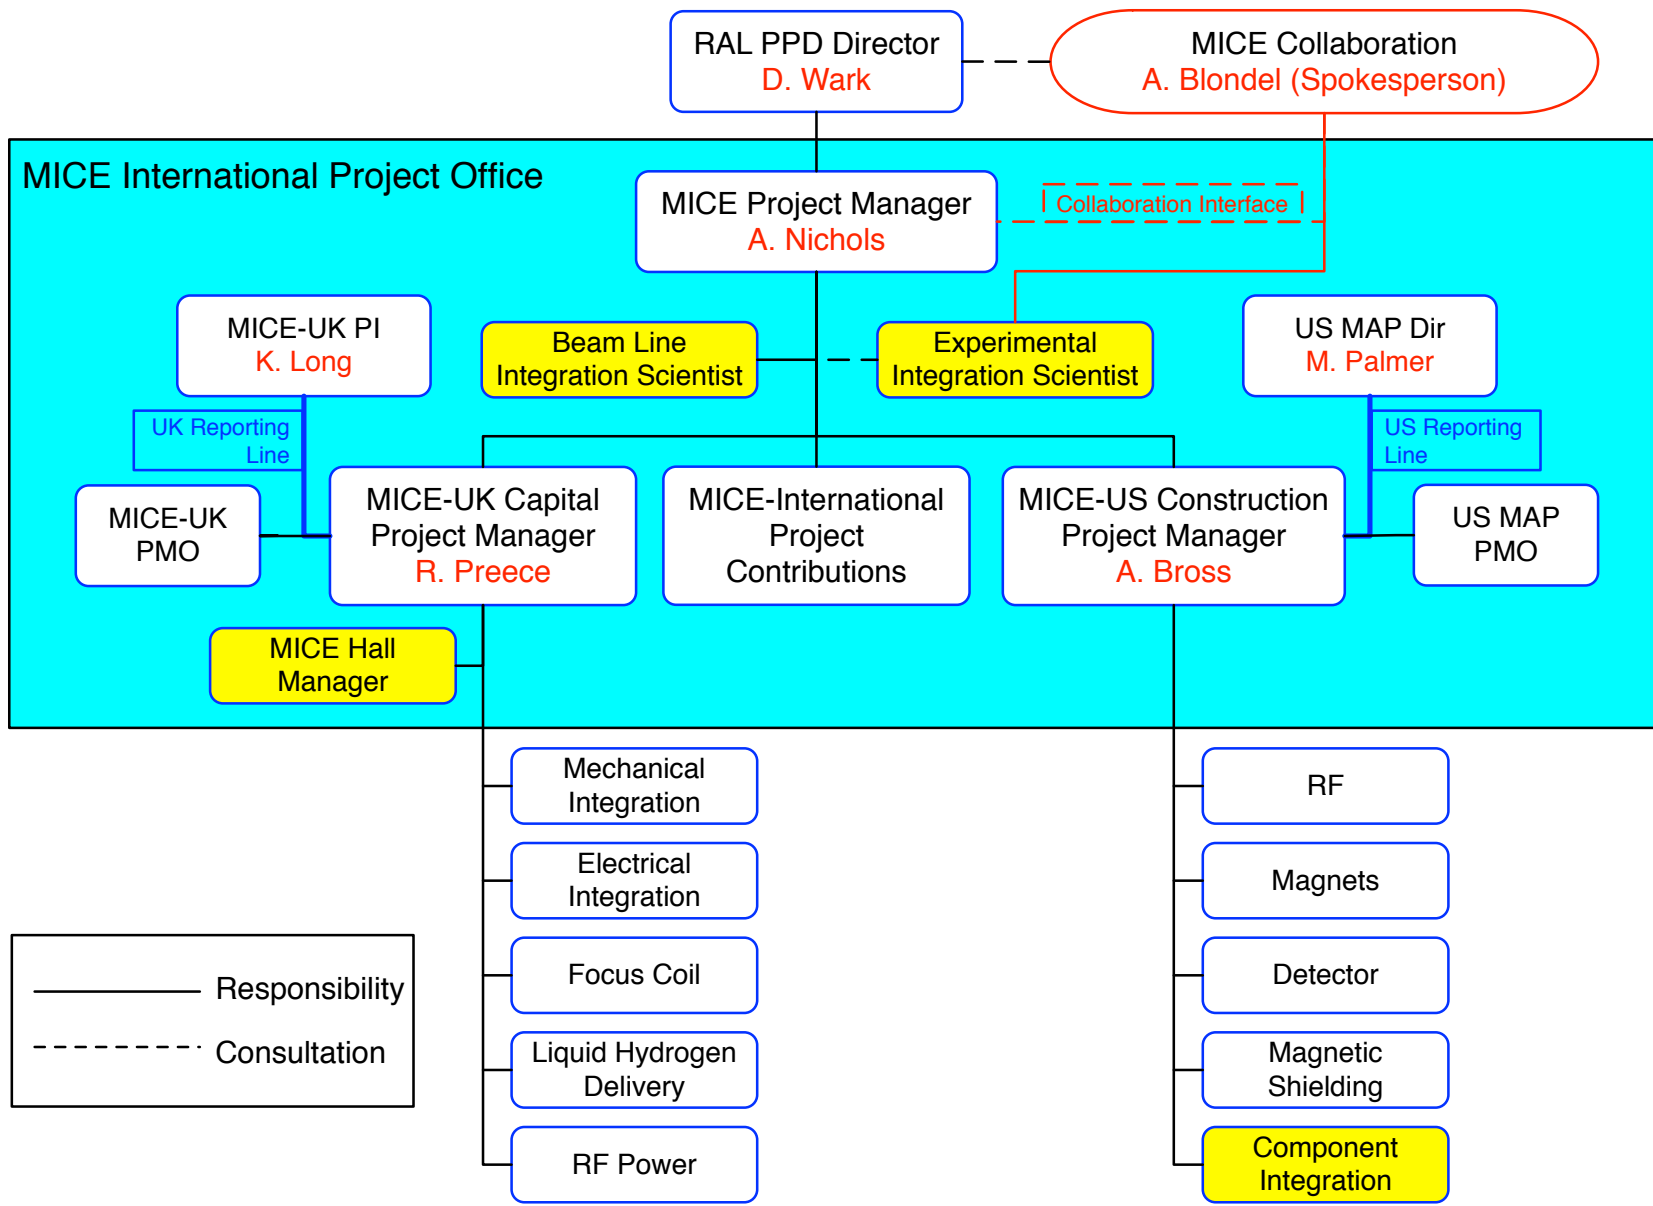 RAL PPD Director
D. Wark
MICE Collaboration
A. Blondel (Spokesperson)
MICE International Project Office
MICE Project Manager
A. Nichols
Collaboration Interface
MICE-UK PI
K. Long
Beam Line
Integration Scientist
Experimental
Integration Scientist
US MAP Dir
M. Palmer
UK Reporting
Line
US Reporting
Line
MICE-UK
PMO
MICE-UK Capital
Project Manager
R. Preece
MICE-International
Project
Contributions
MICE-US Construction
Project Manager
A. Bross
US MAP
PMO
MICE Hall
Manager
Mechanical
Integration
Electrical
Integration
Focus Coil
Liquid Hydrogen
Delivery
RF Power
RF
Magnets
Detector
Magnetic
Shielding
Component
Integration
Responsibility
Consultation